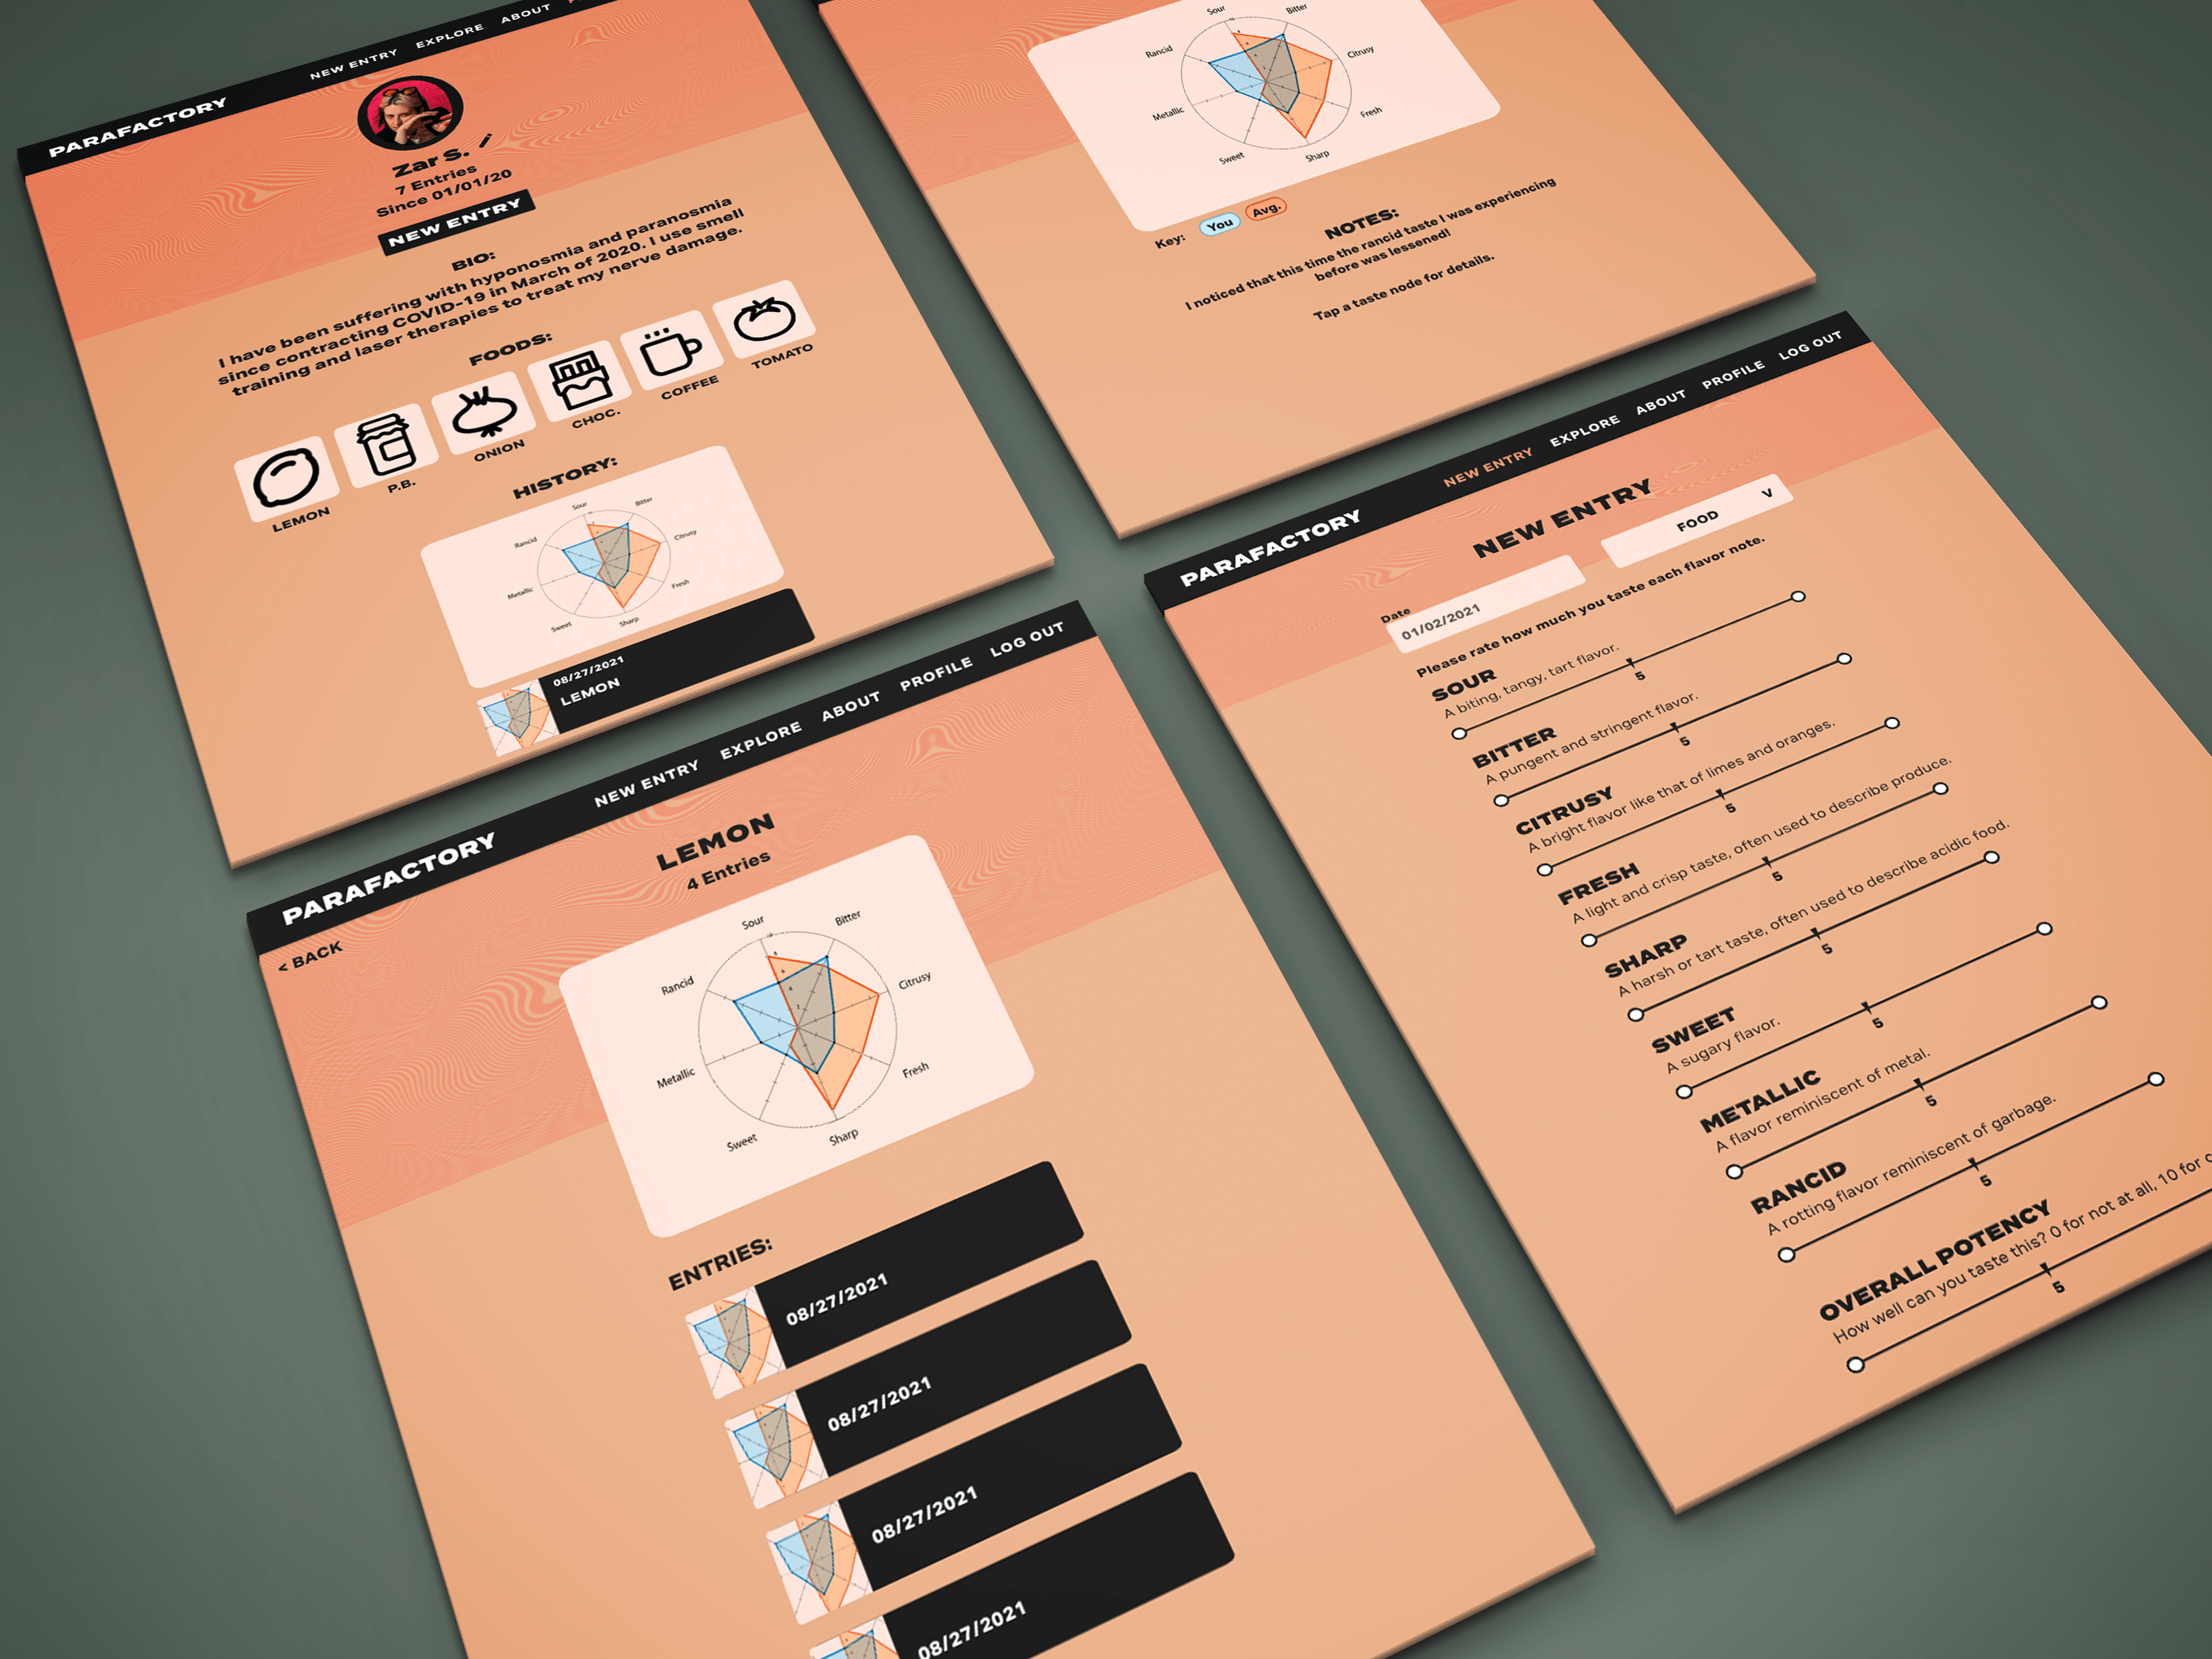 PARAFACTORY
NEW ENTRY
EXPLORE
ABOUT
Zar S.
7 Entries
Since 01/01/20
NEW ENTRY
BIO:
I have been suffering with hyponosmia and paranosmia
since contracting COVID-19 in March of 2020. I use smell
training and laser therapies to treat my nerve damage.
FOODS:
LEMON
P.B.
ONION
CHOC.
COFFEE
TOMATO
HISTORY:
Sour
Bitter
Citrusy
Fresh
Sharp
Sweet
Metallic
Rancid
08/27/2021
LEMON
Sour
Bitter
Citrusy
Fresh
Sharp
Sweet
Metallic
Rancid
Key:
You
Avg.
NOTES:
I noticed that this time the rancid taste I was experiencing
before was lessened!
Tap a taste node for details.
PARAFACTORY
NEW ENTRY
EXPLORE
ABOUT
PROFILE
LOG OUT
< BACK
LEMON
4 Entries
Sour
Bitter
Citrusy
Fresh
Sharp
Sweet
Metallic
Rancid
ENTRIES:
08/27/2021
08/27/2021
08/27/2021
08/27/2021
PARAFACTORY
NEW ENTRY
EXPLORE
ABOUT
PROFILE
LOG OUT
NEW ENTRY
Date
01/02/2021
FOOD
V
Please rate how much you taste each flavor note.
SOUR
A biting, tangy, tart flavor.
5
BITTER
A pungent and stringent flavor.
5
CITRUSY
A bright flavor like that of limes and oranges.
5
FRESH
A light and crisp taste, often used to describe produce.
5
SHARP
A harsh or tart taste, often used to describe acidic food.
5
SWEET
A sugary flavor.
5
METALLIC
A flavor reminiscent of metal.
5
RANCID
A rotting flavor reminiscent of garbage.
5
OVERALL POTENCY
How well can you taste this? 0 for not at all, 10 for
5